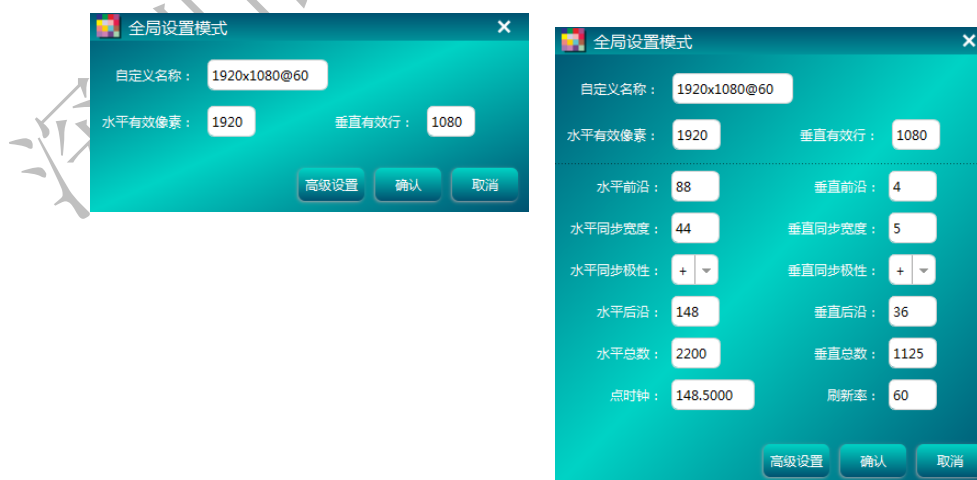 全局设置模式
自定义名称： 1920x1080@60
水平有效像素： 1920 垂直有效行： 1080
高级设置 确认 取消
全局设置模式
自定义名称： 1920x1080@60
水平有效像素： 1920 垂直有效行： 1080
水平前沿： 88 垂直前沿： 4
水平同步宽度： 44 垂直同步宽度： 5
水平同步极性： + 垂直同步极性： +
水平后沿： 148 垂直后沿： 36
水平总数： 2200 垂直总数： 1125
点时钟： 148.5000 刷新率： 60
高级设置 确认 取消